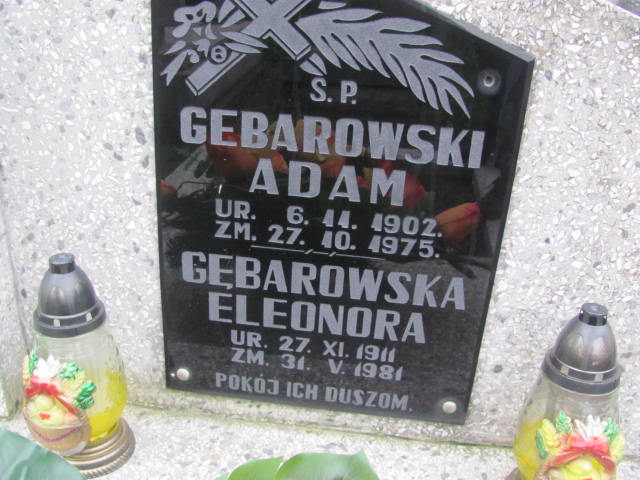 Ś. P.
GĘBAROWSKI
ADAM
UR. 6. 11. 1902.
ZM. 27. 10. 1975.
GĘBAROWSKA
ELEONORA
UR. 27. XI. 1911
ZM. 31. V. 1981
POKÓJ ICH DUSZOM.